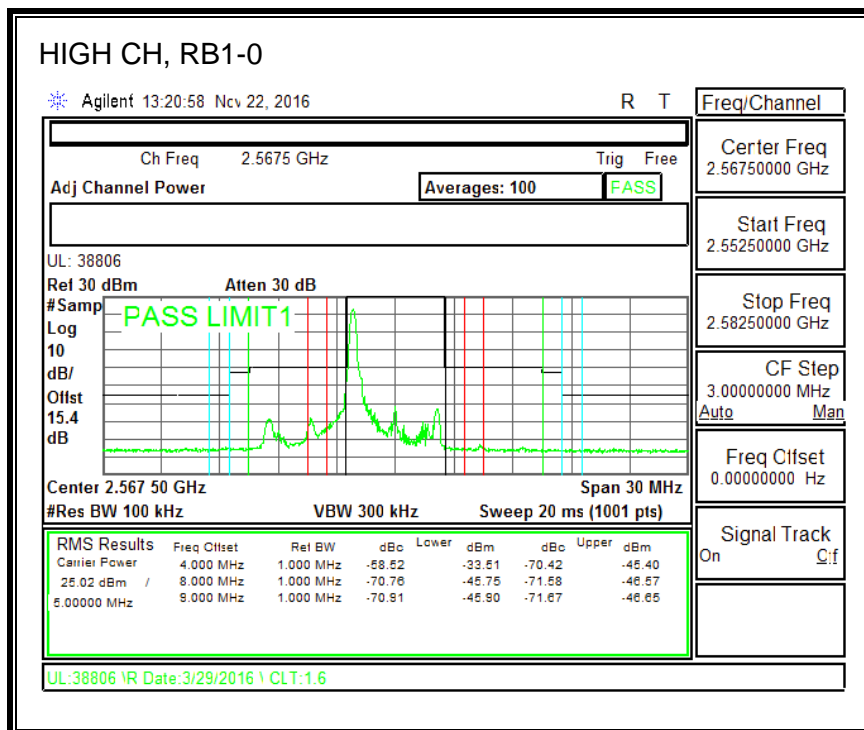 HIGH CH, RB1-0
Agilent 13:20:58 Nov 22, 2016 R T
Freq/Channel
Ch Freq 2.5675 GHz Trig Free
Adj Channel Power Averages: 100 PASS
Center Freq
2.56750000 GHz
Start Freq
2.55250000 GHz
Stop Freq
2.58250000 GHz
CF Step
3.00000000 MHz
Auto Man
Freq Offset
0.00000000 Hz
Signal Track
On Off
UL: 38806
Ref 30 dBm Atten 30 dB
#Samp
Log
10
dB/
Offst
15.4
dB
PASS LIMIT1
Center 2.567 50 GHz Span 30 MHz
#Res BW 100 kHz VBW 300 kHz Sweep 20 ms (1001 pts)
RMS Results Freq Offset Ref BW dBc Lower dBm dBc Upper dBm
Carrier Power 4.000 MHz 1.000 MHz -58.52 -33.51 -70.42 -45.40
25.02 dBm / 8.000 MHz 1.000 MHz -70.76 -45.75 -71.58 -46.57
5.00000 MHz 9.000 MHz 1.000 MHz -70.91 -45.90 -71.67 -46.65
UL:38806 \R Date:3/29/2016 \ CLT:1.6